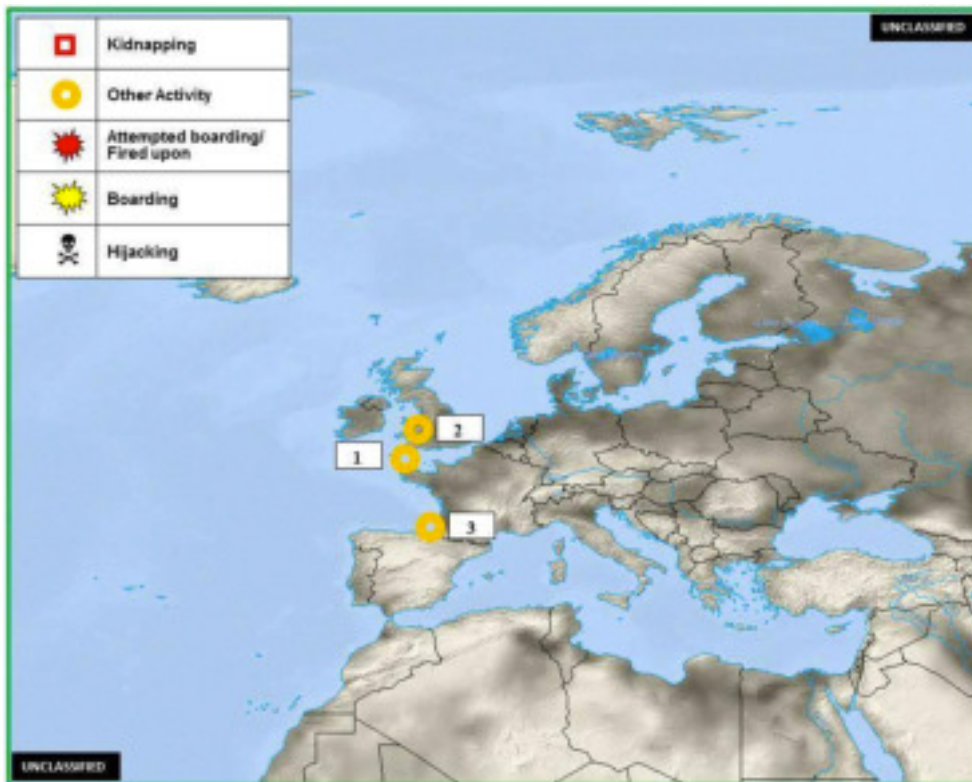 UNCLASSIFIED
Kidnapping
Other Activity
Attempted boarding/
Fired upon
Boarding
Hijacking
2
1
3
UNCLASSIFIED